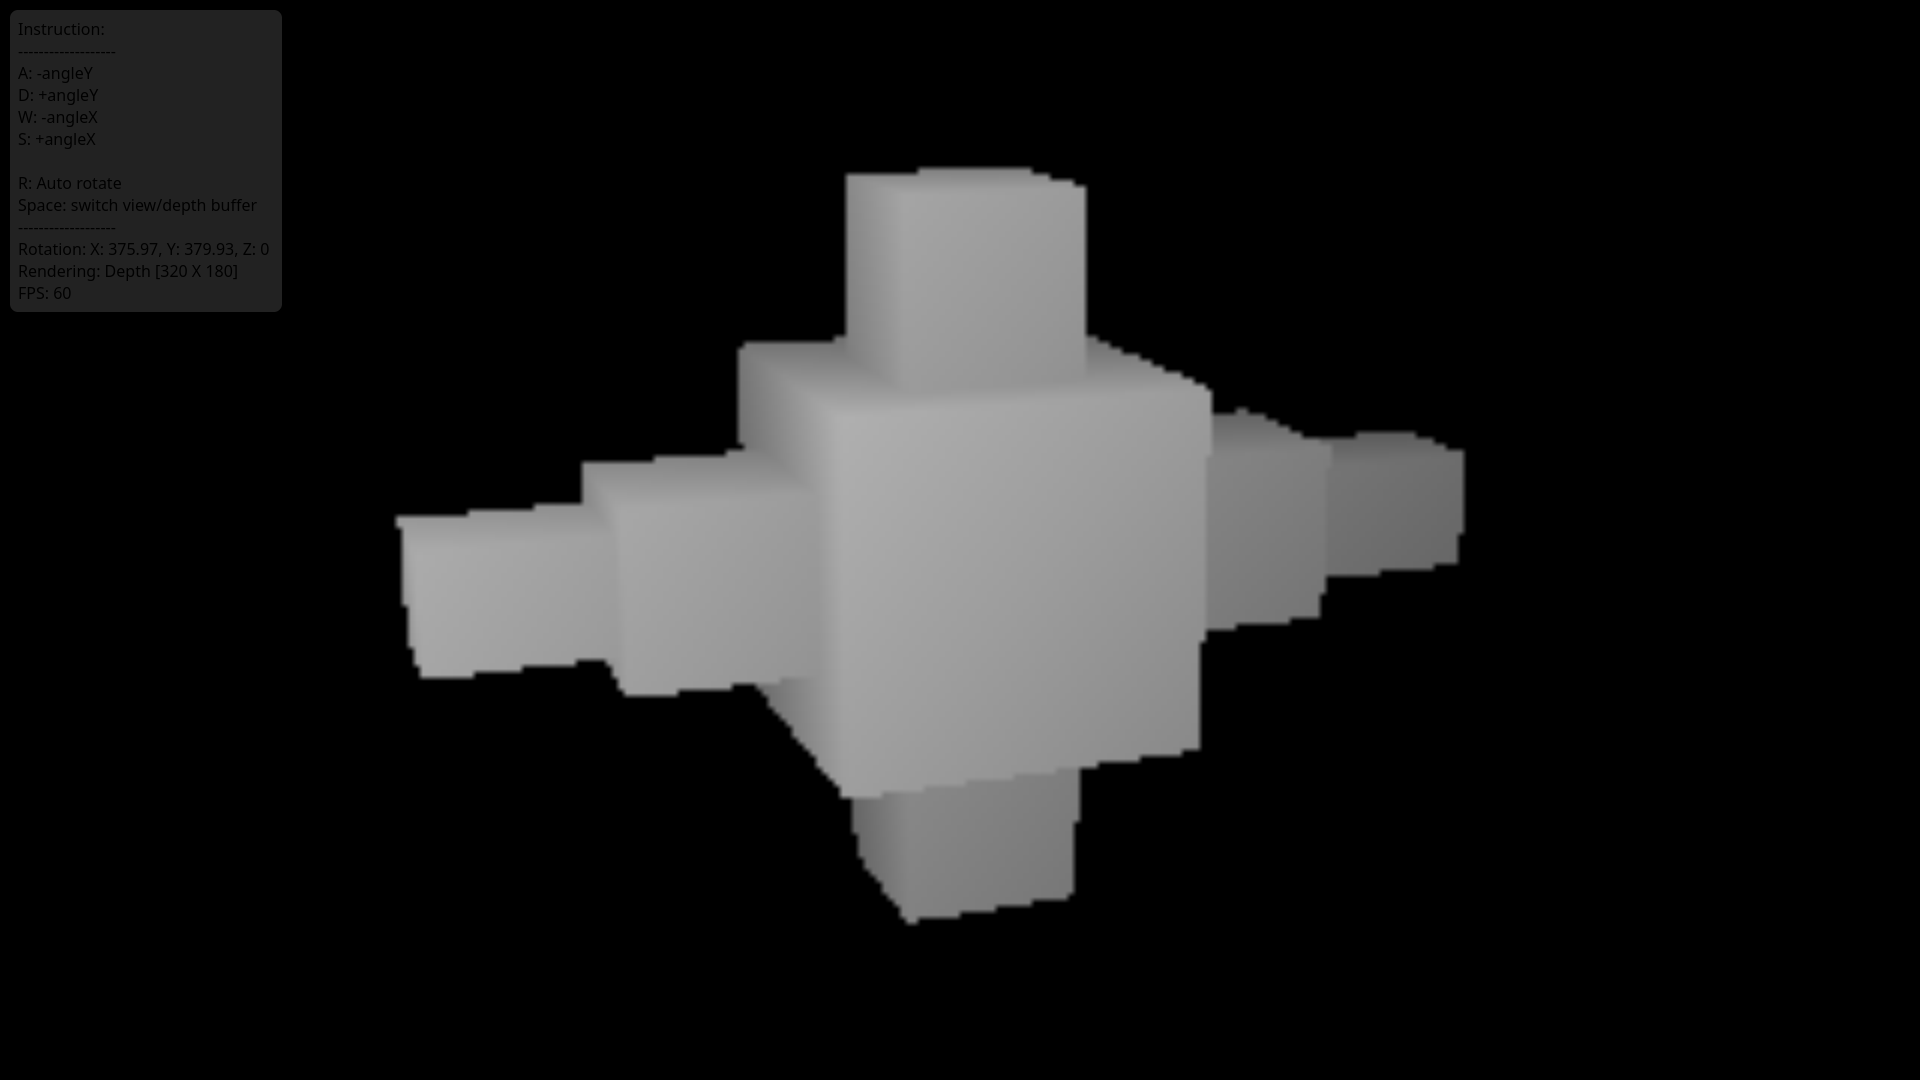 Instruction:
-------------------
A: -angleY
D: +angleY
W: -angleX
S: +angleX
R: Auto rotate
Space: switch view/depth buffer
-------------------
Rotation: X: 375.97, Y: 379.93, Z: 0
Rendering: Depth [320 X 180]
FPS: 60